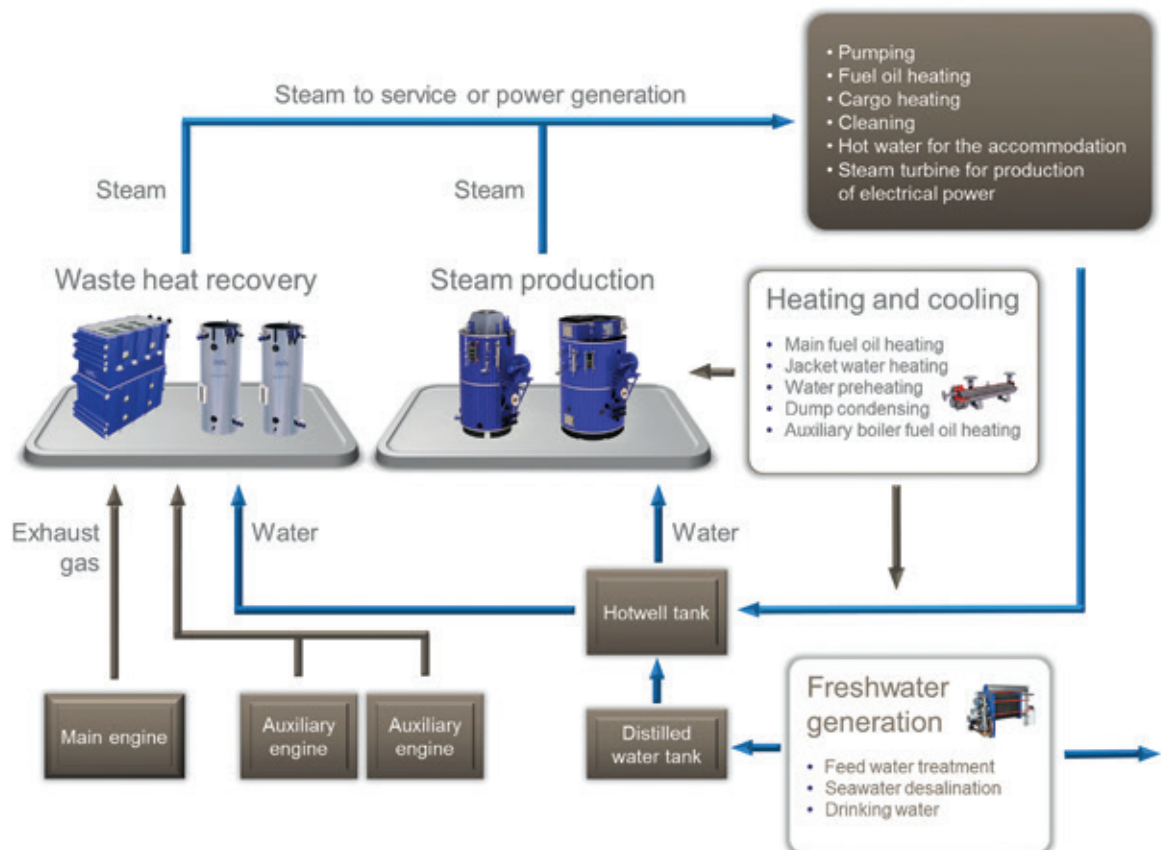 Steam to service or power generation
• Pumping
• Fuel oil heating
• Cargo heating
• Cleaning
• Hot water for the accommodation
• Steam turbine for production
of electrical power
Steam
Steam
Waste heat recovery
Steam production
Heating and cooling
• Main fuel oil heating
• Jacket water heating
• Water preheating
• Dump condensing
• Auxiliary boiler fuel oil heating
Exhaust
gas
Water
Water
Hotwell tank
Main engine
Auxiliary
engine
Auxiliary
engine
Distilled
water tank
Freshwater
generation
• Feed water treatment
• Seawater desalination
• Drinking water